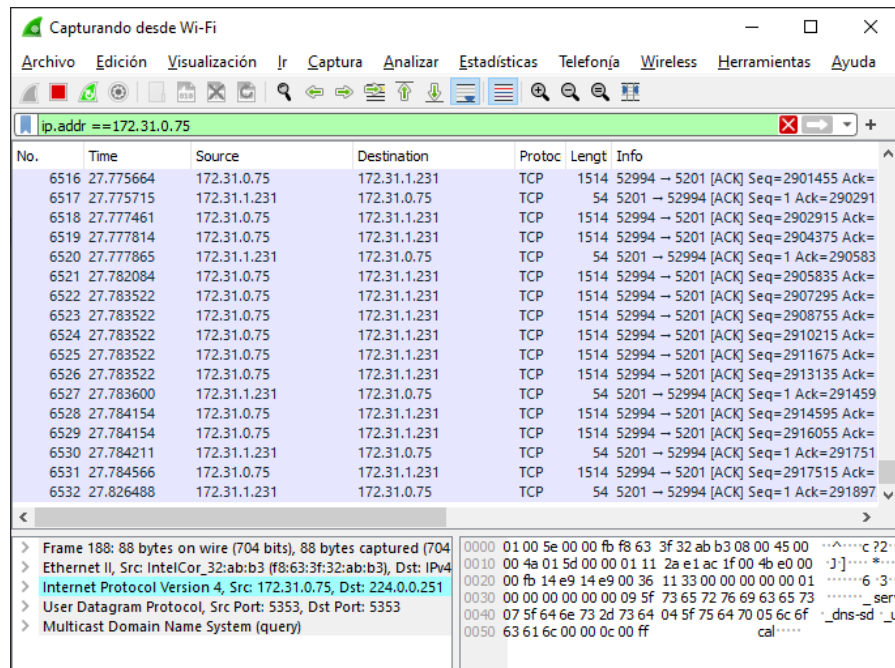 Capturando desde Wi-Fi
Archivo Edición Visualización Ir Captura Analizar Estadísticas Telefonía Wireless Herramientas Ayuda
ip.addr ==172.31.0.75
No. Time Source Destination Protoc Lengt Info
6516 27.775664 172.31.0.75 172.31.1.231 TCP 1514 52994 → 5201 [ACK] Seq=2901455 Ack=
6517 27.775715 172.31.1.231 172.31.0.75 TCP 54 5201 → 52994 [ACK] Seq=1 Ack=290291
6518 27.777461 172.31.0.75 172.31.1.231 TCP 1514 52994 → 5201 [ACK] Seq=2902915 Ack=
6519 27.777814 172.31.0.75 172.31.1.231 TCP 1514 52994 → 5201 [ACK] Seq=2904375 Ack=
6520 27.777865 172.31.1.231 172.31.0.75 TCP 54 5201 → 52994 [ACK] Seq=1 Ack=290583
6521 27.782084 172.31.0.75 172.31.1.231 TCP 1514 52994 → 5201 [ACK] Seq=2905835 Ack=
6522 27.783522 172.31.0.75 172.31.1.231 TCP 1514 52994 → 5201 [ACK] Seq=2907295 Ack=
6523 27.783522 172.31.0.75 172.31.1.231 TCP 1514 52994 → 5201 [ACK] Seq=2908755 Ack=
6524 27.783522 172.31.0.75 172.31.1.231 TCP 1514 52994 → 5201 [ACK] Seq=2910215 Ack=
6525 27.783522 172.31.0.75 172.31.1.231 TCP 1514 52994 → 5201 [ACK] Seq=2911675 Ack=
6526 27.783522 172.31.0.75 172.31.1.231 TCP 1514 52994 → 5201 [ACK] Seq=2913135 Ack=
6527 27.783600 172.31.1.231 172.31.0.75 TCP 54 5201 → 52994 [ACK] Seq=1 Ack=291459
6528 27.784154 172.31.0.75 172.31.1.231 TCP 1514 52994 → 5201 [ACK] Seq=2914595 Ack=
6529 27.784154 172.31.0.75 172.31.1.231 TCP 1514 52994 → 5201 [ACK] Seq=2916055 Ack=
6530 27.784211 172.31.1.231 172.31.0.75 TCP 54 5201 → 52994 [ACK] Seq=1 Ack=291751
6531 27.784566 172.31.0.75 172.31.1.231 TCP 1514 52994 → 5201 [ACK] Seq=2917515 Ack=
6532 27.826488 172.31.1.231 172.31.0.75 TCP 54 5201 → 52994 [ACK] Seq=1 Ack=291897
Frame 188: 88 bytes on wire (704 bits), 88 bytes captured (704
Ethernet II, Src: IntelCor_32:ab:b3 (f8:63:3f:32:ab:b3), Dst: IPv4
Internet Protocol Version 4, Src: 172.31.0.75, Dst: 224.0.0.251
User Datagram Protocol, Src Port: 5353, Dst Port: 5353
Multicast Domain Name System (query)
0000 01 00 5e 00 00 fb f8 63 3f 32 ab b3 08 00 45 00 ··^····c ?2··
0010 00 4a 01 5d 00 00 01 11 2a e1 ac 1f 00 4b e0 00 ·J·]···· *···
0020 00 fb 14 e9 14 e9 00 36 11 33 00 00 00 00 00 01 ·······6 ·3··
0030 00 00 00 00 00 00 09 5f 73 65 72 76 69 63 65 73 ·······_ serv
0040 07 5f 64 6e 73 2d 73 64 04 5f 75 64 70 05 6c 6f ·_dns-sd ·_u
0050 63 61 6c 00 00 0c 00 ff cal·····